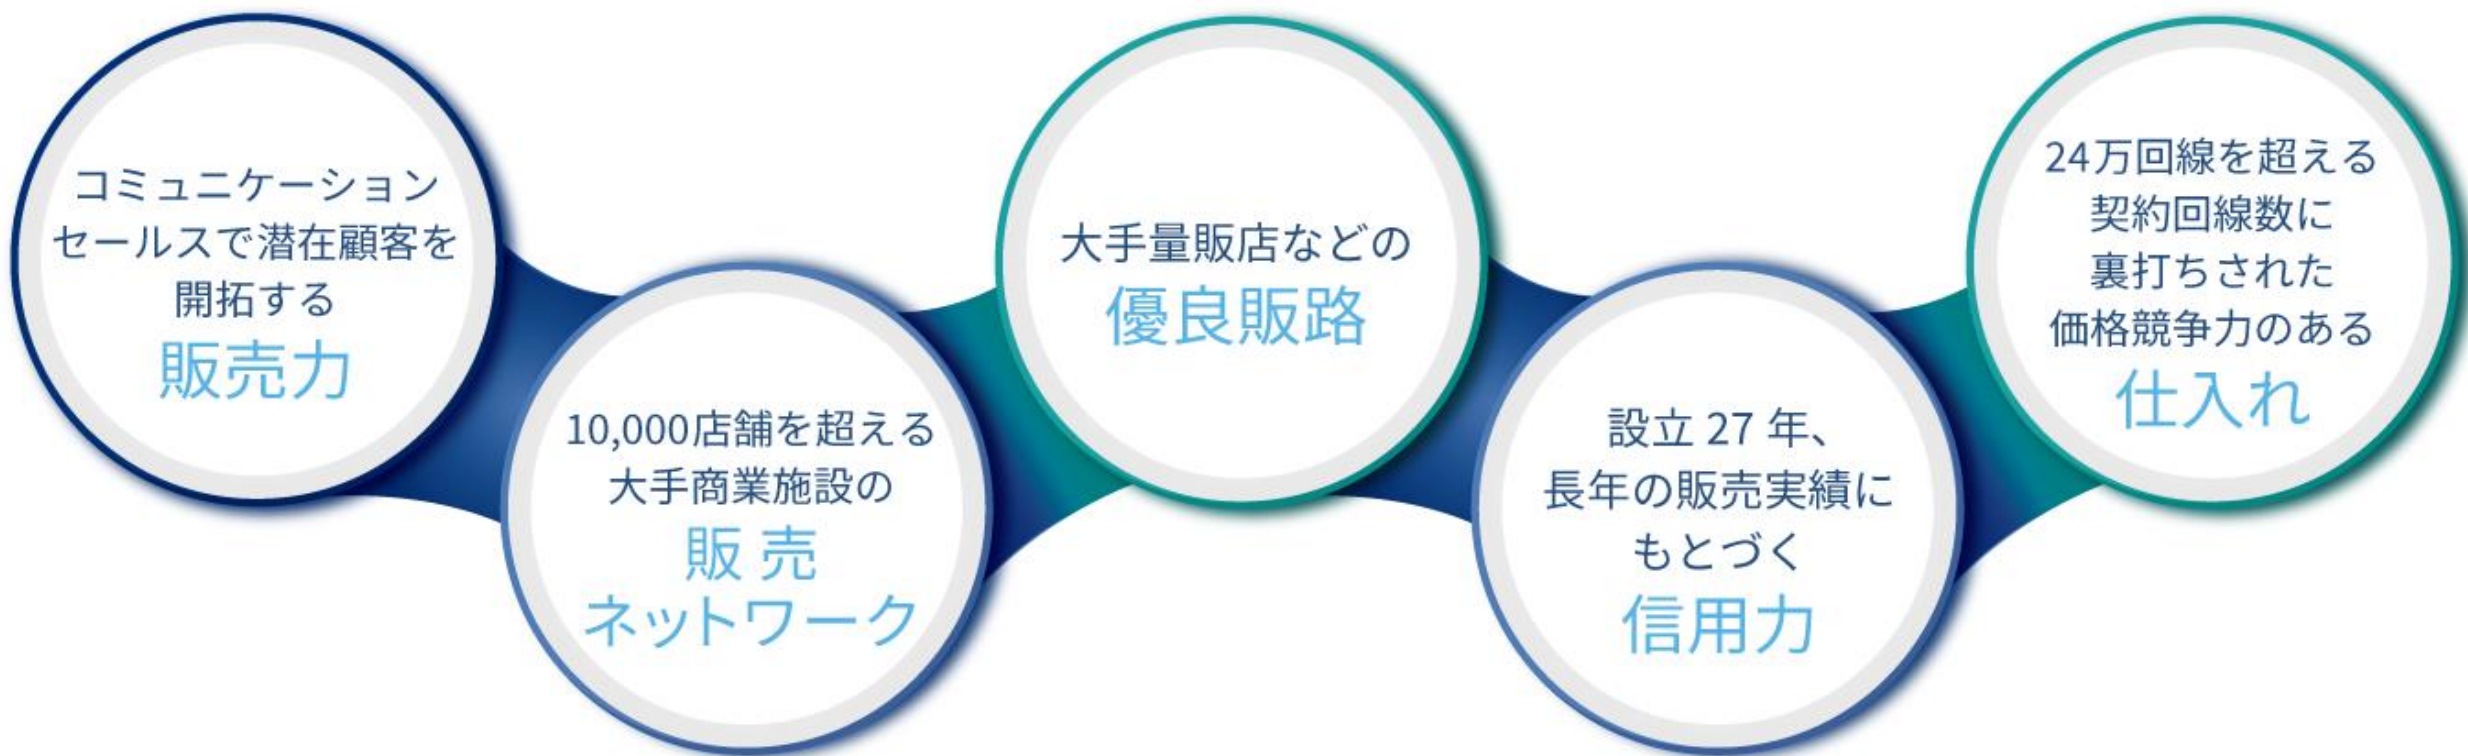 コミュニケーション
セールスで潜在顧客を
開拓する
販売力
10,000店舗を超える
大手商業施設の
販売
ネットワーク
大手量販店などの
優良販路
設立 27 年、
長年の販売実績に
もとづく
信用力
24万回線を超える
契約回線数に
裏打ちされた
価格競争力のある
仕入れ